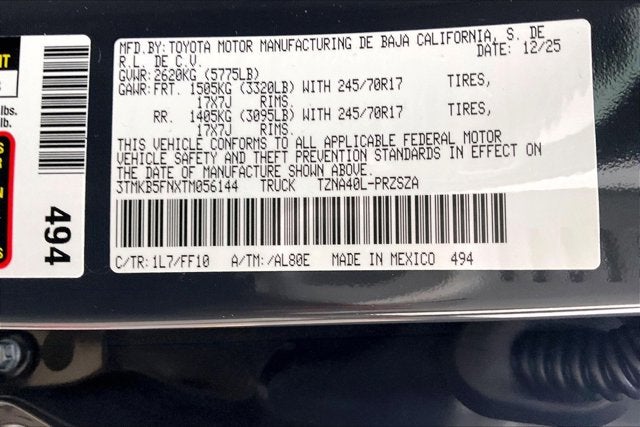 MFD.BY: TOYOTA MOTOR MANUFACTURING DE BAJA CALIFORNIA, S. DE
R.L. DE C.V. DATE: 12/25
GVWR: 2620KG (5775LB)
GAWR: FRT. 1505KG (3320LB) WITH 245/70R17 TIRES,
17X7J RIMS.
RR. 1405KG (3095LB) WITH 245/70R17 TIRES,
17X7J RIMS.
THIS VEHICLE CONFORMS TO ALL APPLICABLE FEDERAL MOTOR
VEHICLE SAFETY AND THEFT PREVENTION STANDARDS IN EFFECT ON
THE DATE OF MANUFACTURE SHOWN ABOVE.
3TMKB5FNXTM056144 TRUCK TZNA40L-PRZSZA
C/TR: 1L7/FF10 A/TM: /AL80E MADE IN MEXICO 494
494
lbs.
lb.